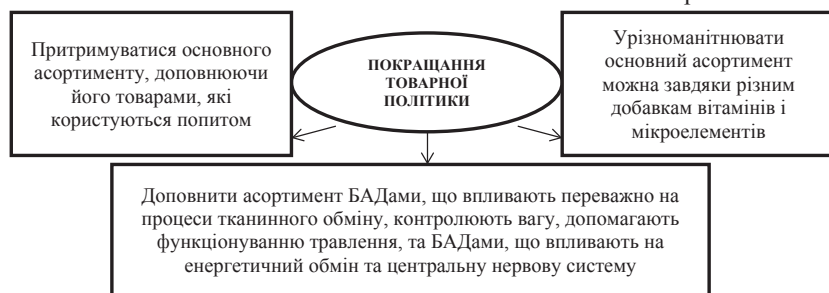 Притримуватися основного
асортименту, доповнюючи
його товарами, які
користуються попитом
ПОКРАЩАННЯ
ТОВАРНОЇ
ПОЛІТИКИ
Урізноманітнювати
основний асортимент
можна завдяки різним
добавкам вітамінів і
мікроелементів
Доповнити асортимент БАДами, що впливають переважно на
процеси тканинного обміну, контролюють вагу, допомагають
функціонуванню травлення, та БАДами, що впливають на
енергетичний обмін та центральну нервову систему